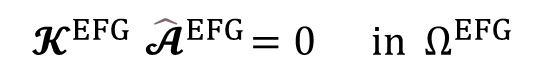 𝓚^EFG 𝓐̂^EFG = 0 in Ω^EFG